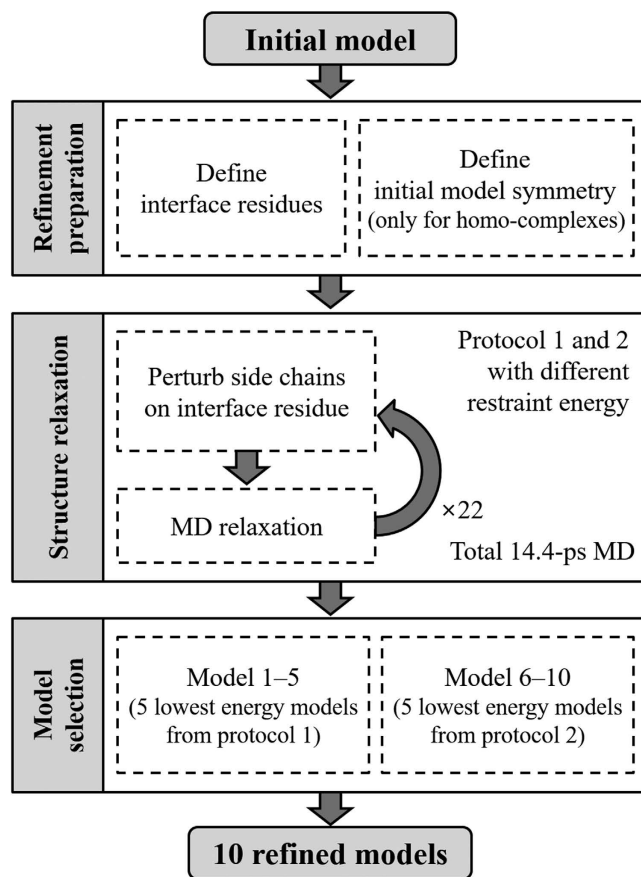 Initial model
Refinement
preparation
Define
interface residues
Define
initial model symmetry
(only for homo-complexes)
Structure relaxation
Perturb side chains
on interface residue
MD relaxation
Protocol 1 and 2
with different
restraint energy
×22
Total 14.4-ps MD
Model
selection
Model 1–5
(5 lowest energy models
from protocol 1)
Model 6–10
(5 lowest energy models
from protocol 2)
10 refined models